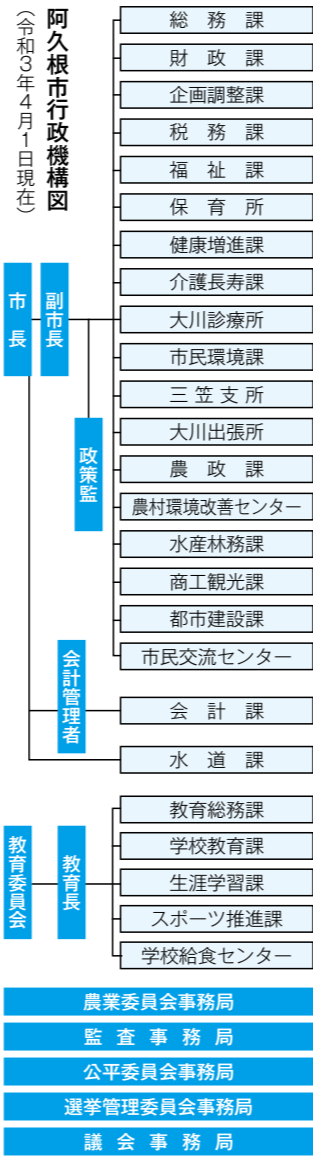 阿久根市行政機構図
（令和３年４月１日現在）
市長
副市長
政策監
総務課
財政課
企画調整課
税務課
福祉課
保育所
健康増進課
介護長寿課
大川診療所
市民環境課
三笠支所
大川出張所
農政課
農村環境改善センター
水産林務課
商工観光課
都市建設課
市民交流センター
会計管理者
会計課
水道課
教育委員会
教育長
教育総務課
学校教育課
生涯学習課
スポーツ推進課
学校給食センター
農業委員会事務局
監査事務局
公平委員会事務局
選挙管理委員会事務局
議会事務局